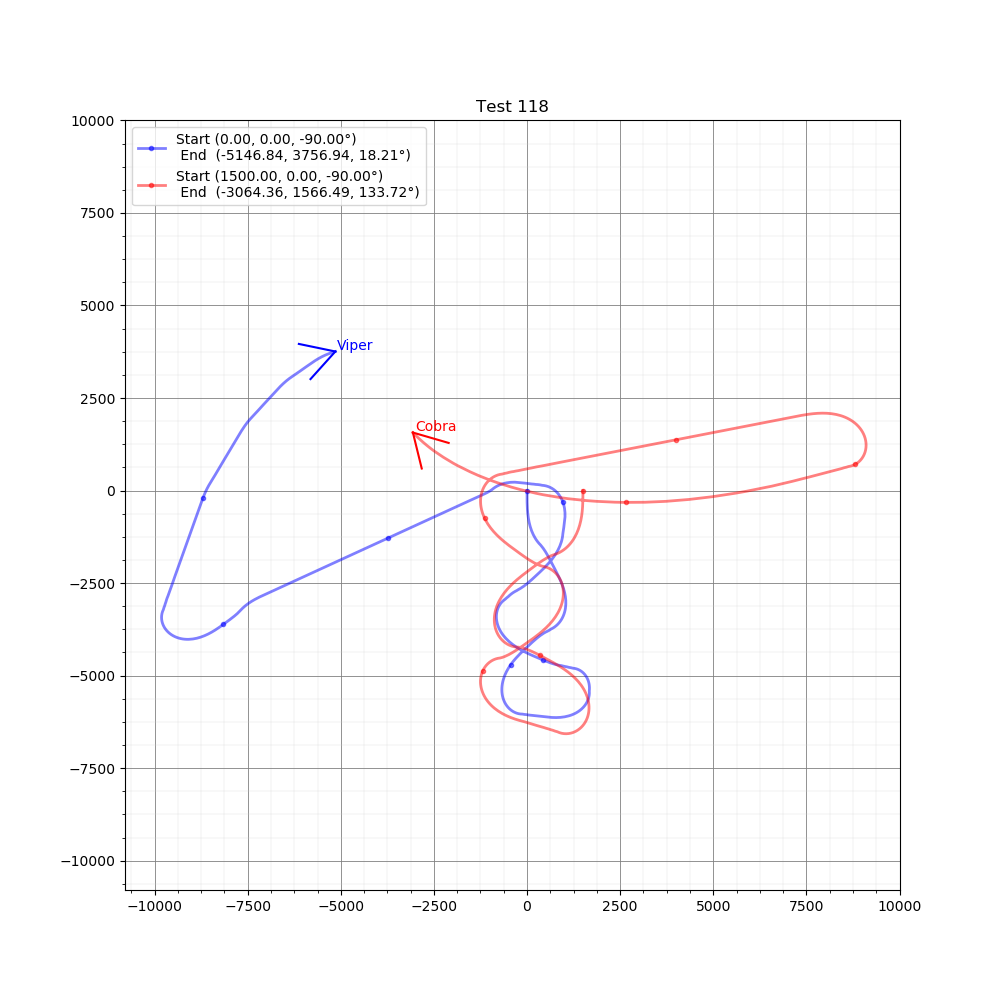 Test 118
Start (0.00, 0.00, -90.00°)
End  (-5146.84, 3756.94, 18.21°)
Start (1500.00, 0.00, -90.00°)
End  (-3064.36, 1566.49, 133.72°)
10000
7500
5000
2500
0
−2500
−5000
−7500
−10000
Viper
Cobra
−10000 −7500 −5000 −2500 0 2500 5000 7500 10000